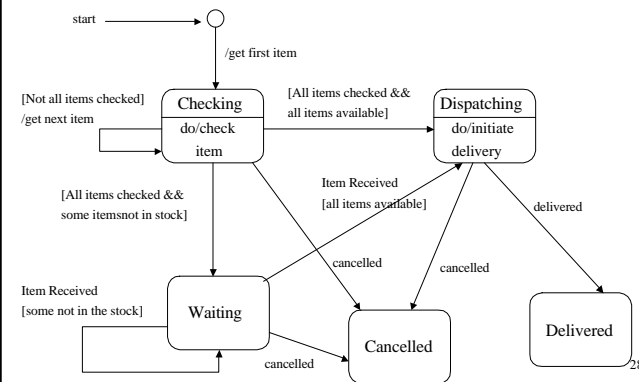 start
/get first item
[Not all items checked]
/get next item
Checking
do/check
item
[All items checked &&
all items available]
Dispatching
do/initiate
delivery
[All items checked &&
some itemsnot in stock]
Item Received
[all items available]
delivered
cancelled
cancelled
Item Received
[some not in the stock]
Waiting
cancelled
Cancelled
Delivered
28